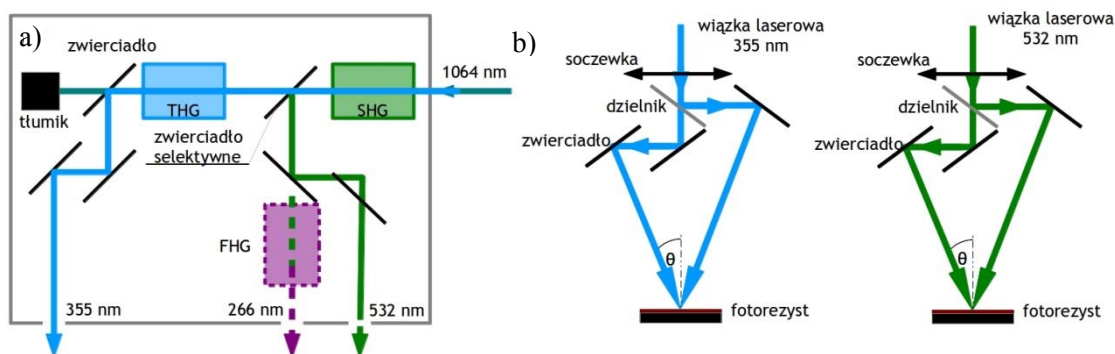 a)
zwierciadło
1064 nm
tłumik
THG
SHG
zwierciadło
selektywne
FHG
355 nm
266 nm
532 nm
b)
wiązka laserowa
355 nm
soczewka
dzielnik
zwierciadło
θ
fotorezyst
wiązka laserowa
532 nm
soczewka
dzielnik
zwierciadło
θ
fotorezyst